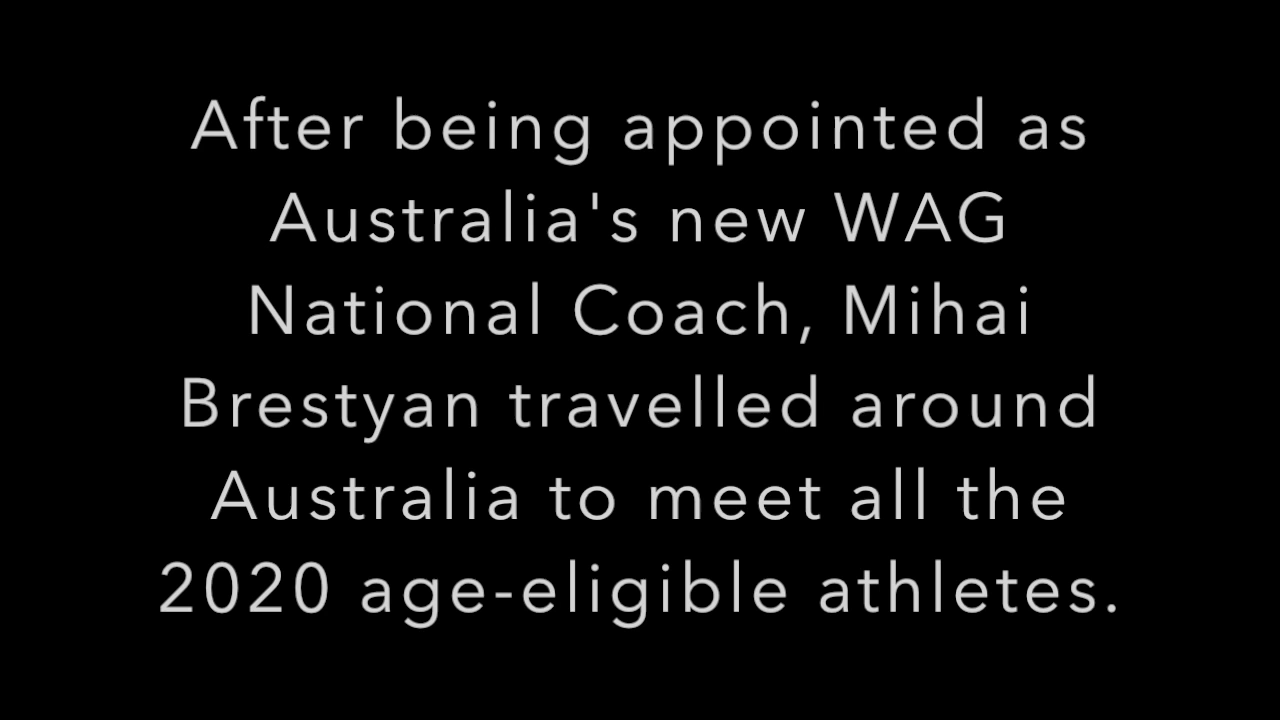 After being appointed as
Australia's new WAG
National Coach, Mihai
Brestyan travelled around
Australia to meet all the
2020 age-eligible athletes.